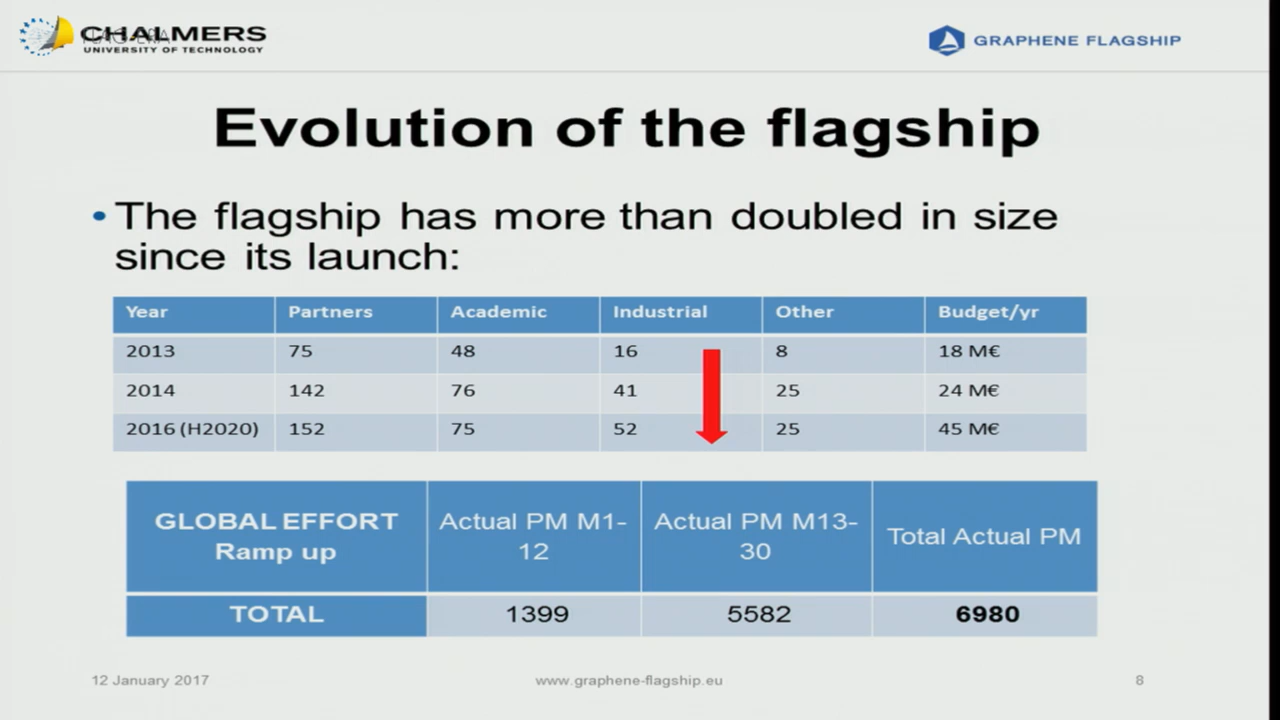 CHALMERS
UNIVERSITY OF TECHNOLOGY
FLAG-ERA
GRAPHENE FLAGSHIP
Evolution of the flagship
• The flagship has more than doubled in size
since its launch:
Year Partners Academic Industrial Other Budget/yr
2013 75 48 16 8 18 M€
2014 142 76 41 25 24 M€
2016 (H2020) 152 75 52 25 45 M€
GLOBAL EFFORT
Ramp up
Actual PM M1-
12
Actual PM M13-
30
Total Actual PM
TOTAL 1399 5582 6980
12 January 2017 www.graphene-flagship.eu 8